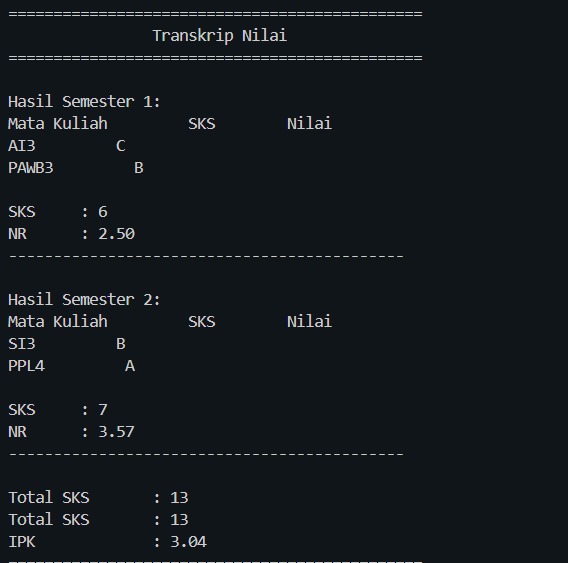 ==============================================
Transkrip Nilai
==============================================
Hasil Semester 1:
Mata Kuliah         SKS        Nilai
AI3         C
PAWB3         B
SKS     : 6
NR      : 2.50
--------------------------------------------
Hasil Semester 2:
Mata Kuliah         SKS        Nilai
SI3         B
PPL4         A
SKS     : 7
NR      : 3.57
--------------------------------------------
Total SKS       : 13
Total SKS       : 13
IPK             : 3.04
==============================================